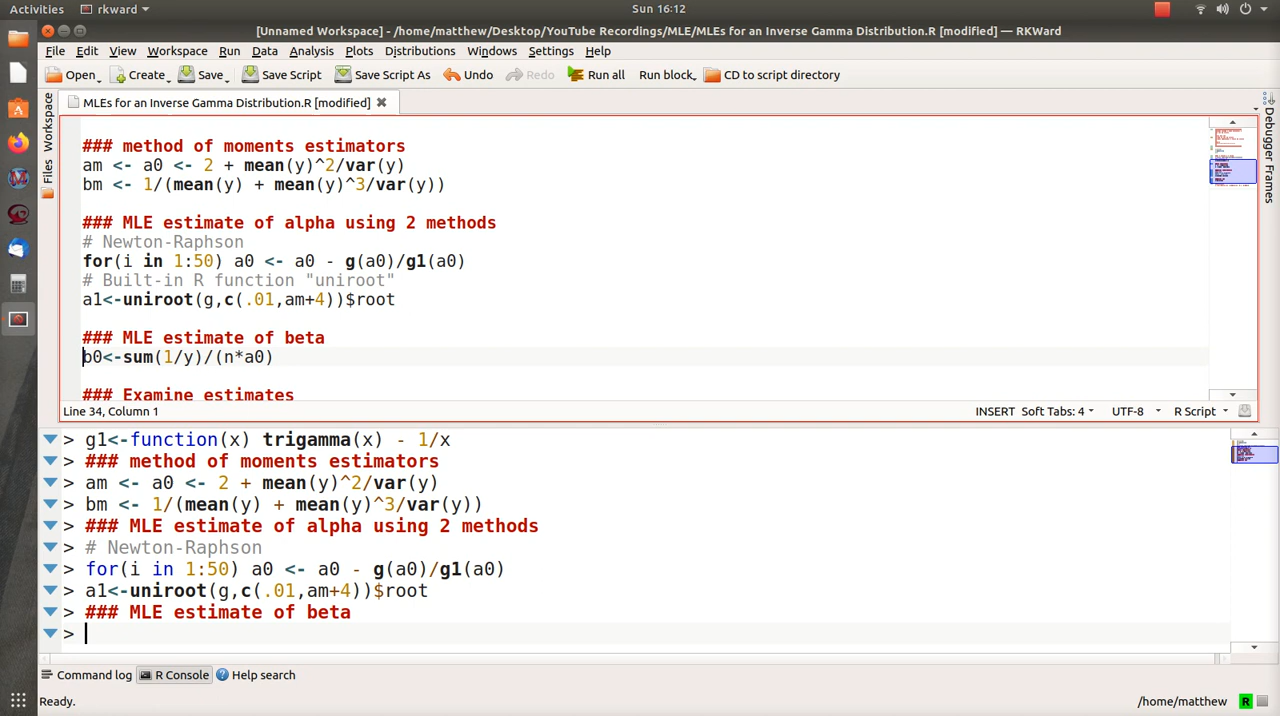 Activities rkward Sun 16:12
[Unnamed Workspace] - /home/matthew/Desktop/YouTube Recordings/MLE/MLEs for an Inverse Gamma Distribution.R [modified] — RKWard
File Edit View Workspace Run Data Analysis Plots Distributions Windows Settings Help
Open Create Save Save Script Save Script As Undo Redo Run all Run block CD to script directory
MLEs for an Inverse Gamma Distribution.R [modified]
Workspace
Files
Debugger Frames
### method of moments estimators
am <- a0 <- 2 + mean(y)^2/var(y)
bm <- 1/(mean(y) + mean(y)^3/var(y))
### MLE estimate of alpha using 2 methods
# Newton-Raphson
for(i in 1:50) a0 <- a0 - g(a0)/g1(a0)
# Built-in R function "uniroot"
a1<-uniroot(g,c(.01,am+4))$root
### MLE estimate of beta
b0<-sum(1/y)/(n*a0)
### Examine estimates
Line 34, Column 1 INSERT Soft Tabs: 4 UTF-8 R Script
> g1<-function(x) trigamma(x) - 1/x
> ### method of moments estimators
> am <- a0 <- 2 + mean(y)^2/var(y)
> bm <- 1/(mean(y) + mean(y)^3/var(y))
> ### MLE estimate of alpha using 2 methods
> # Newton-Raphson
> for(i in 1:50) a0 <- a0 - g(a0)/g1(a0)
> a1<-uniroot(g,c(.01,am+4))$root
> ### MLE estimate of beta
>
Command log R Console Help search
Ready. /home/matthew R